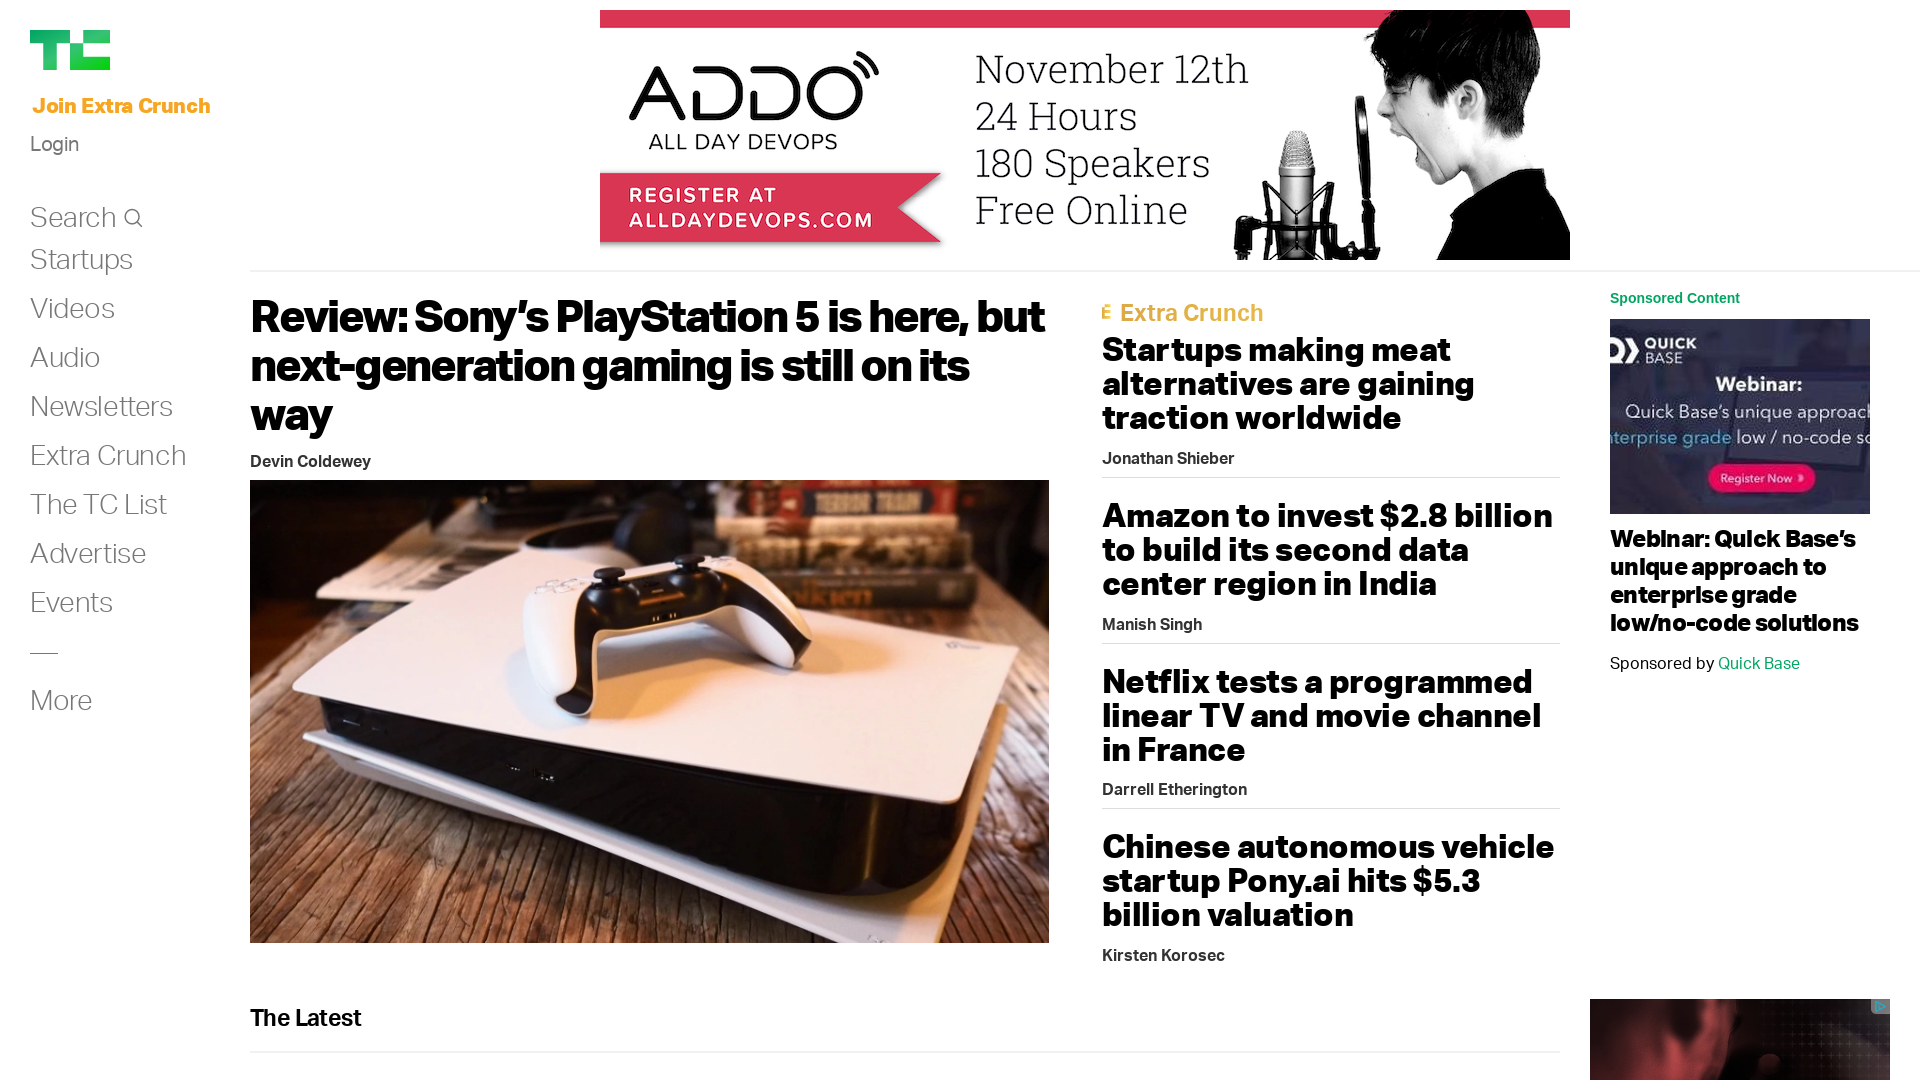 TC
Join Extra Crunch
Login
Search
Startups
Videos
Audio
Newsletters
Extra Crunch
The TC List
Advertise
Events
—
More
ADDO
ALL DAY DEVOPS
REGISTER AT
ALLDAYDEVOPS.COM
November 12th
24 Hours
180 Speakers
Free Online
Review: Sony’s PlayStation 5 is here, but
next-generation gaming is still on its
way
Devin Coldewey
TERROR TRAIN
Extra Crunch
Startups making meat
alternatives are gaining
traction worldwide
Jonathan Shieber
Amazon to invest $2.8 billion
to build its second data
center region in India
Manish Singh
Netflix tests a programmed
linear TV and movie channel
in France
Darrell Etherington
Chinese autonomous vehicle
startup Pony.ai hits $5.3
billion valuation
Kirsten Korosec
Sponsored Content
QUICK
BASE
Webinar:
Quick Base’s unique approach
nterprise grade low / no-code so
Register Now
Webinar: Quick Base’s
unique approach to
enterprise grade
low/no-code solutions
Sponsored by Quick Base
The Latest